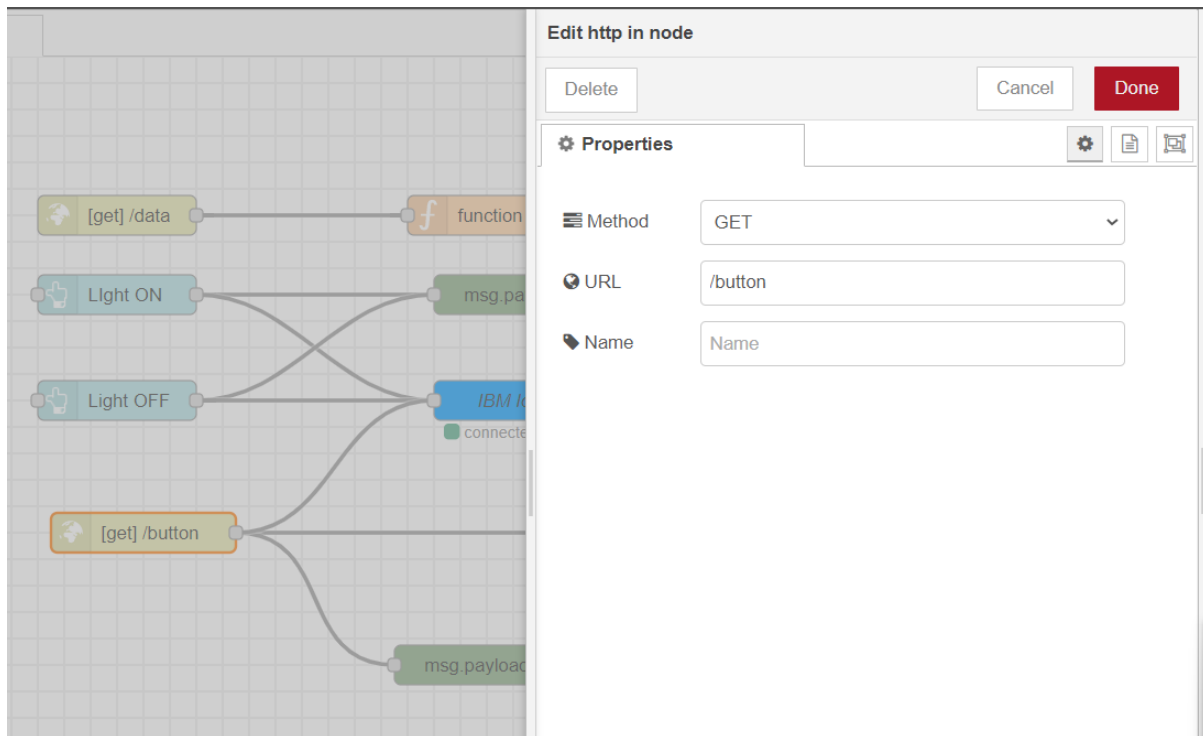 Edit http in node
Delete
Cancel
Done
Properties
Method
GET
URL
/button
Name
Name
[get] /data
function
LIght ON
msg.pa
Light OFF
IBM Io
connecte
[get] /button
msg.payload